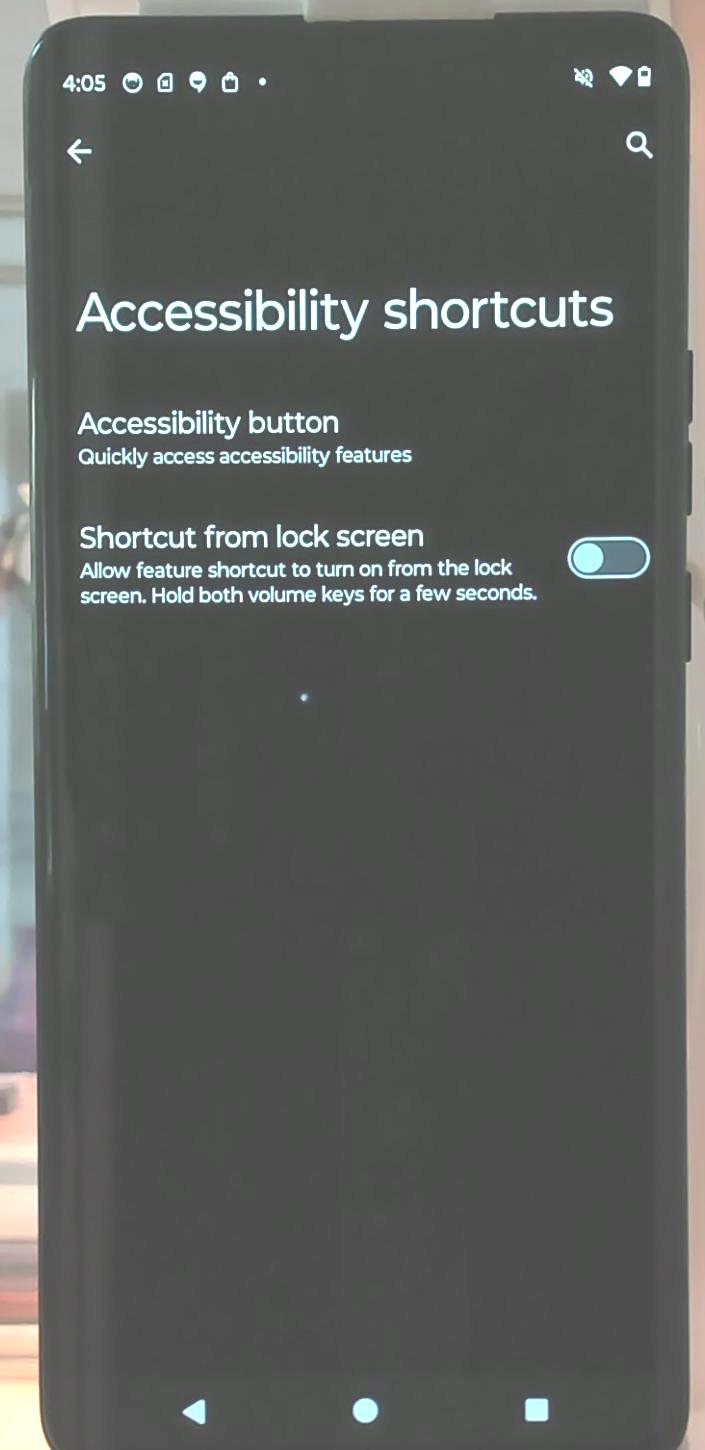 4:05
Accessibility shortcuts
Accessibility button
Quickly access accessibility features
Shortcut from lock screen
Allow feature shortcut to turn on from the lock
screen. Hold both volume keys for a few seconds.